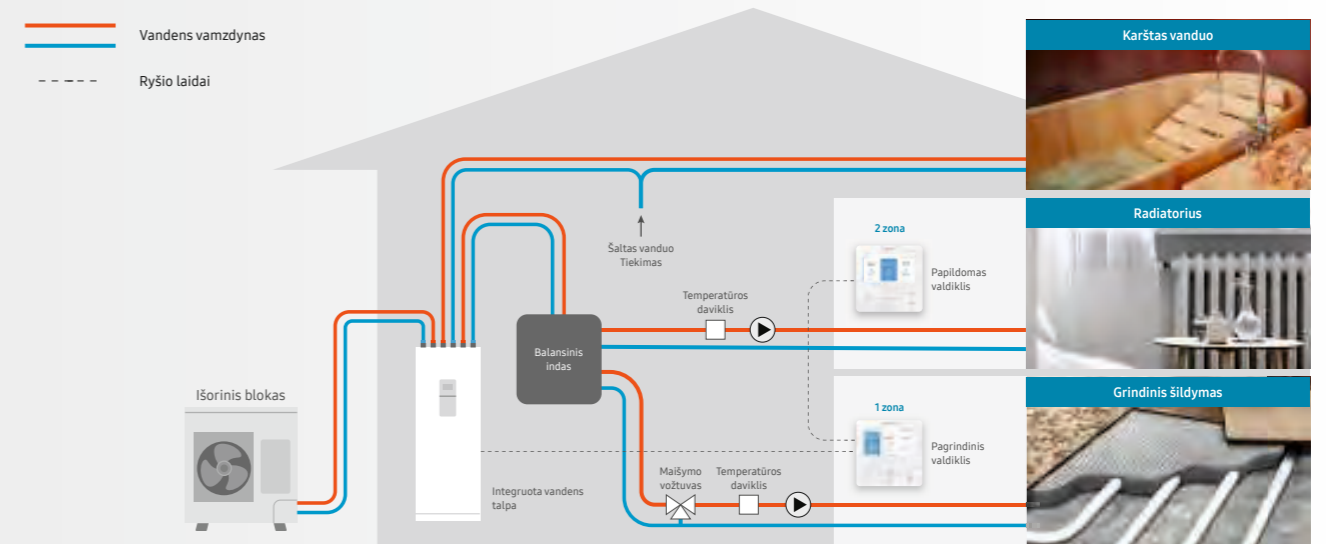 Vandens vamzdynas
Ryšio laidai
Karštas vanduo
Šaltas vanduo
Tiekimas
Radiatorius
2 zona
Papildomas
valdiklis
Temperatūros
daviklis
Balansinis
indas
Išorinis blokas
Grindinis šildymas
1 zona
Pagrindinis
valdiklis
Maišymo
vožtuvas
Temperatūros
daviklis
Integruota vandens
talpa